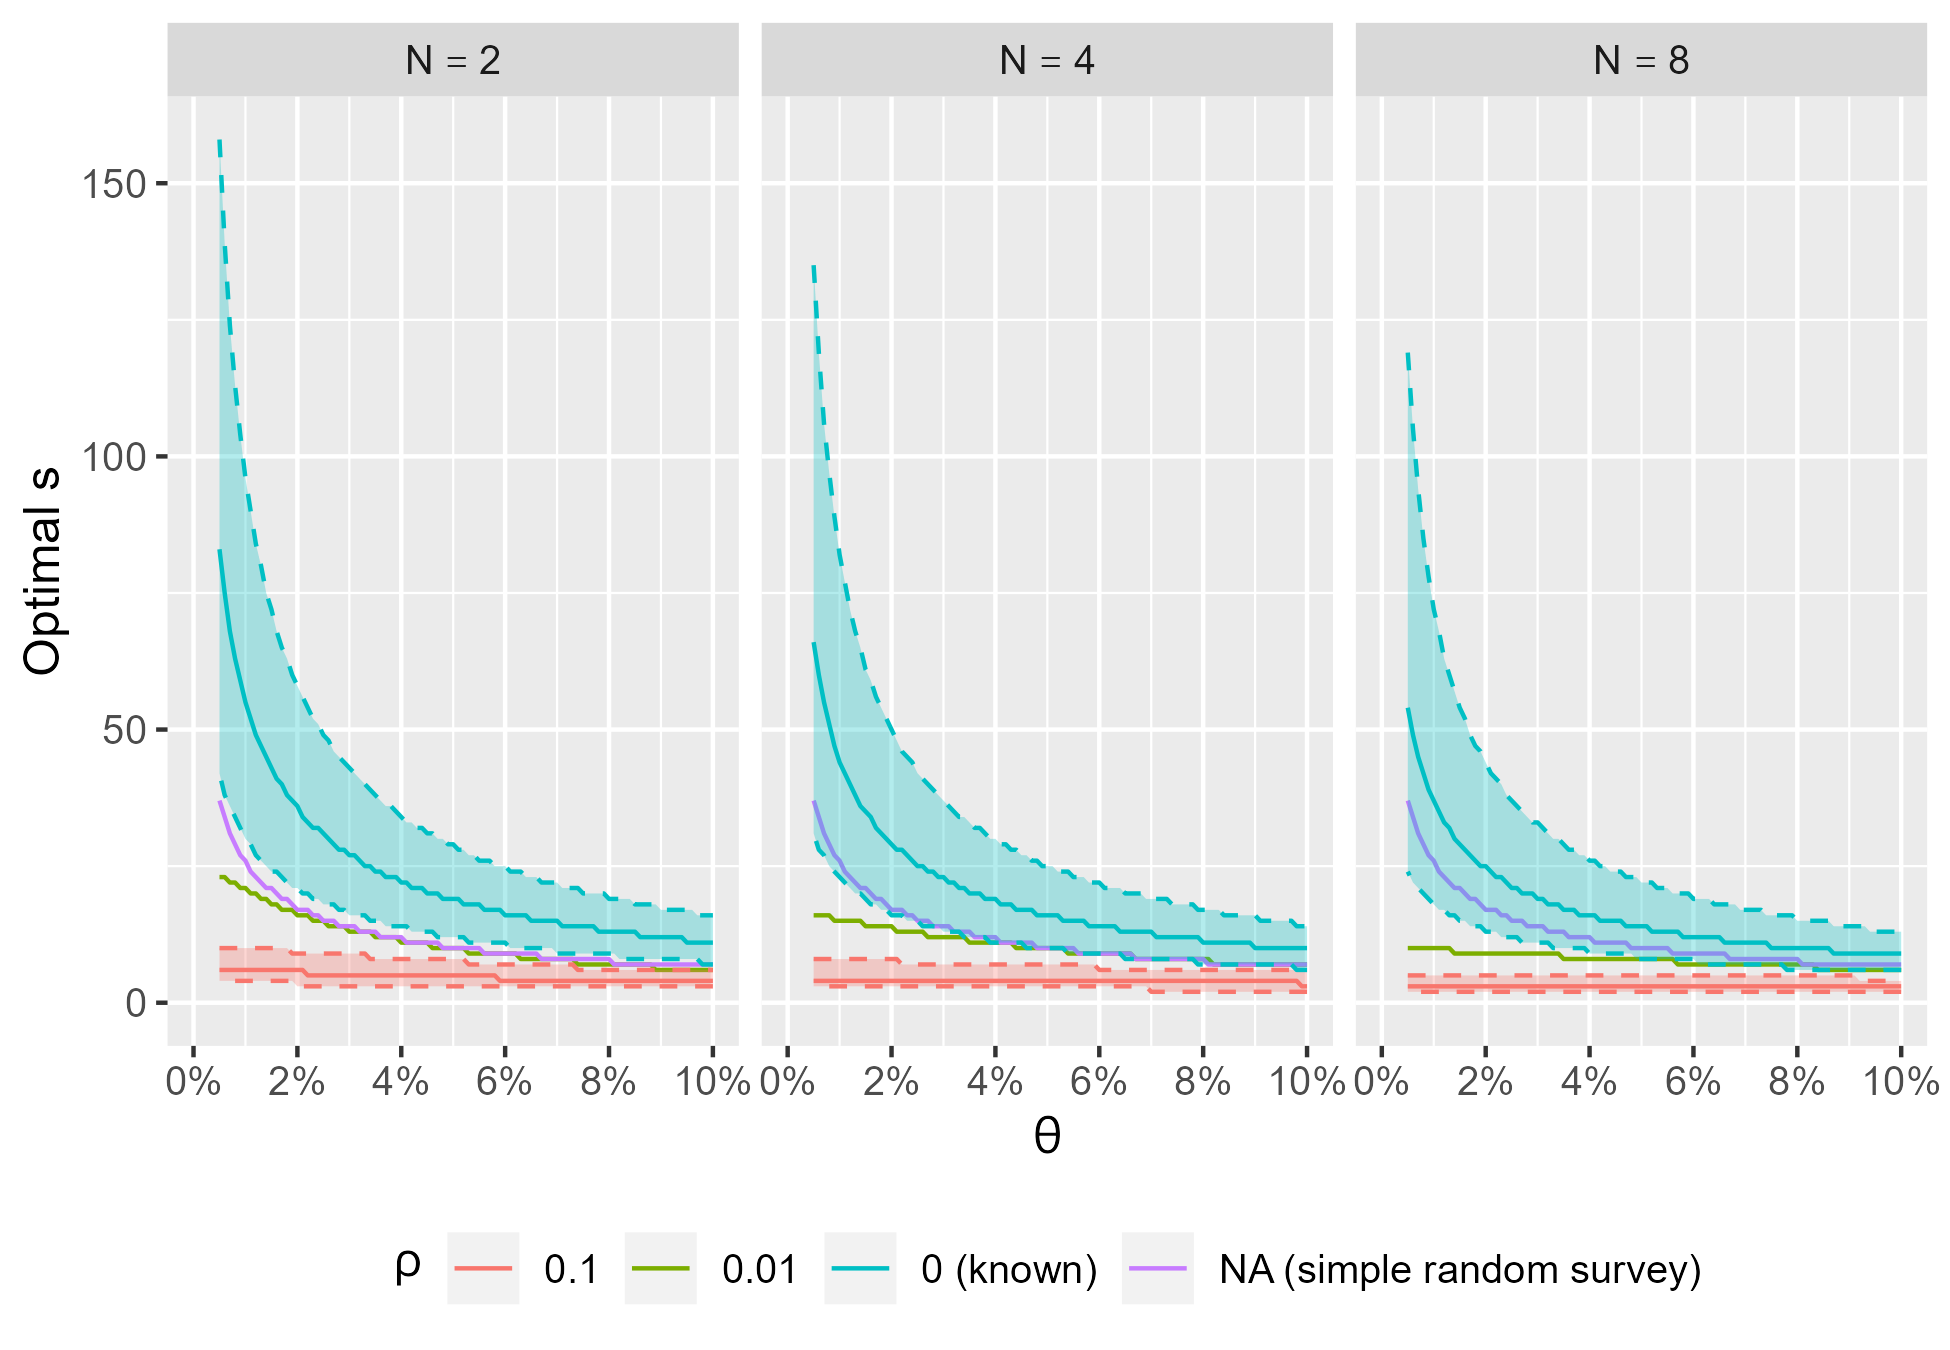 N = 2 N = 4 N = 8
150
100
50
0
Optimal s
0% 2% 4% 6% 8% 10% 0% 2% 4% 6% 8% 10% 0% 2% 4% 6% 8% 10%
θ
ρ 0.1 0.01 0 (known) NA (simple random survey)